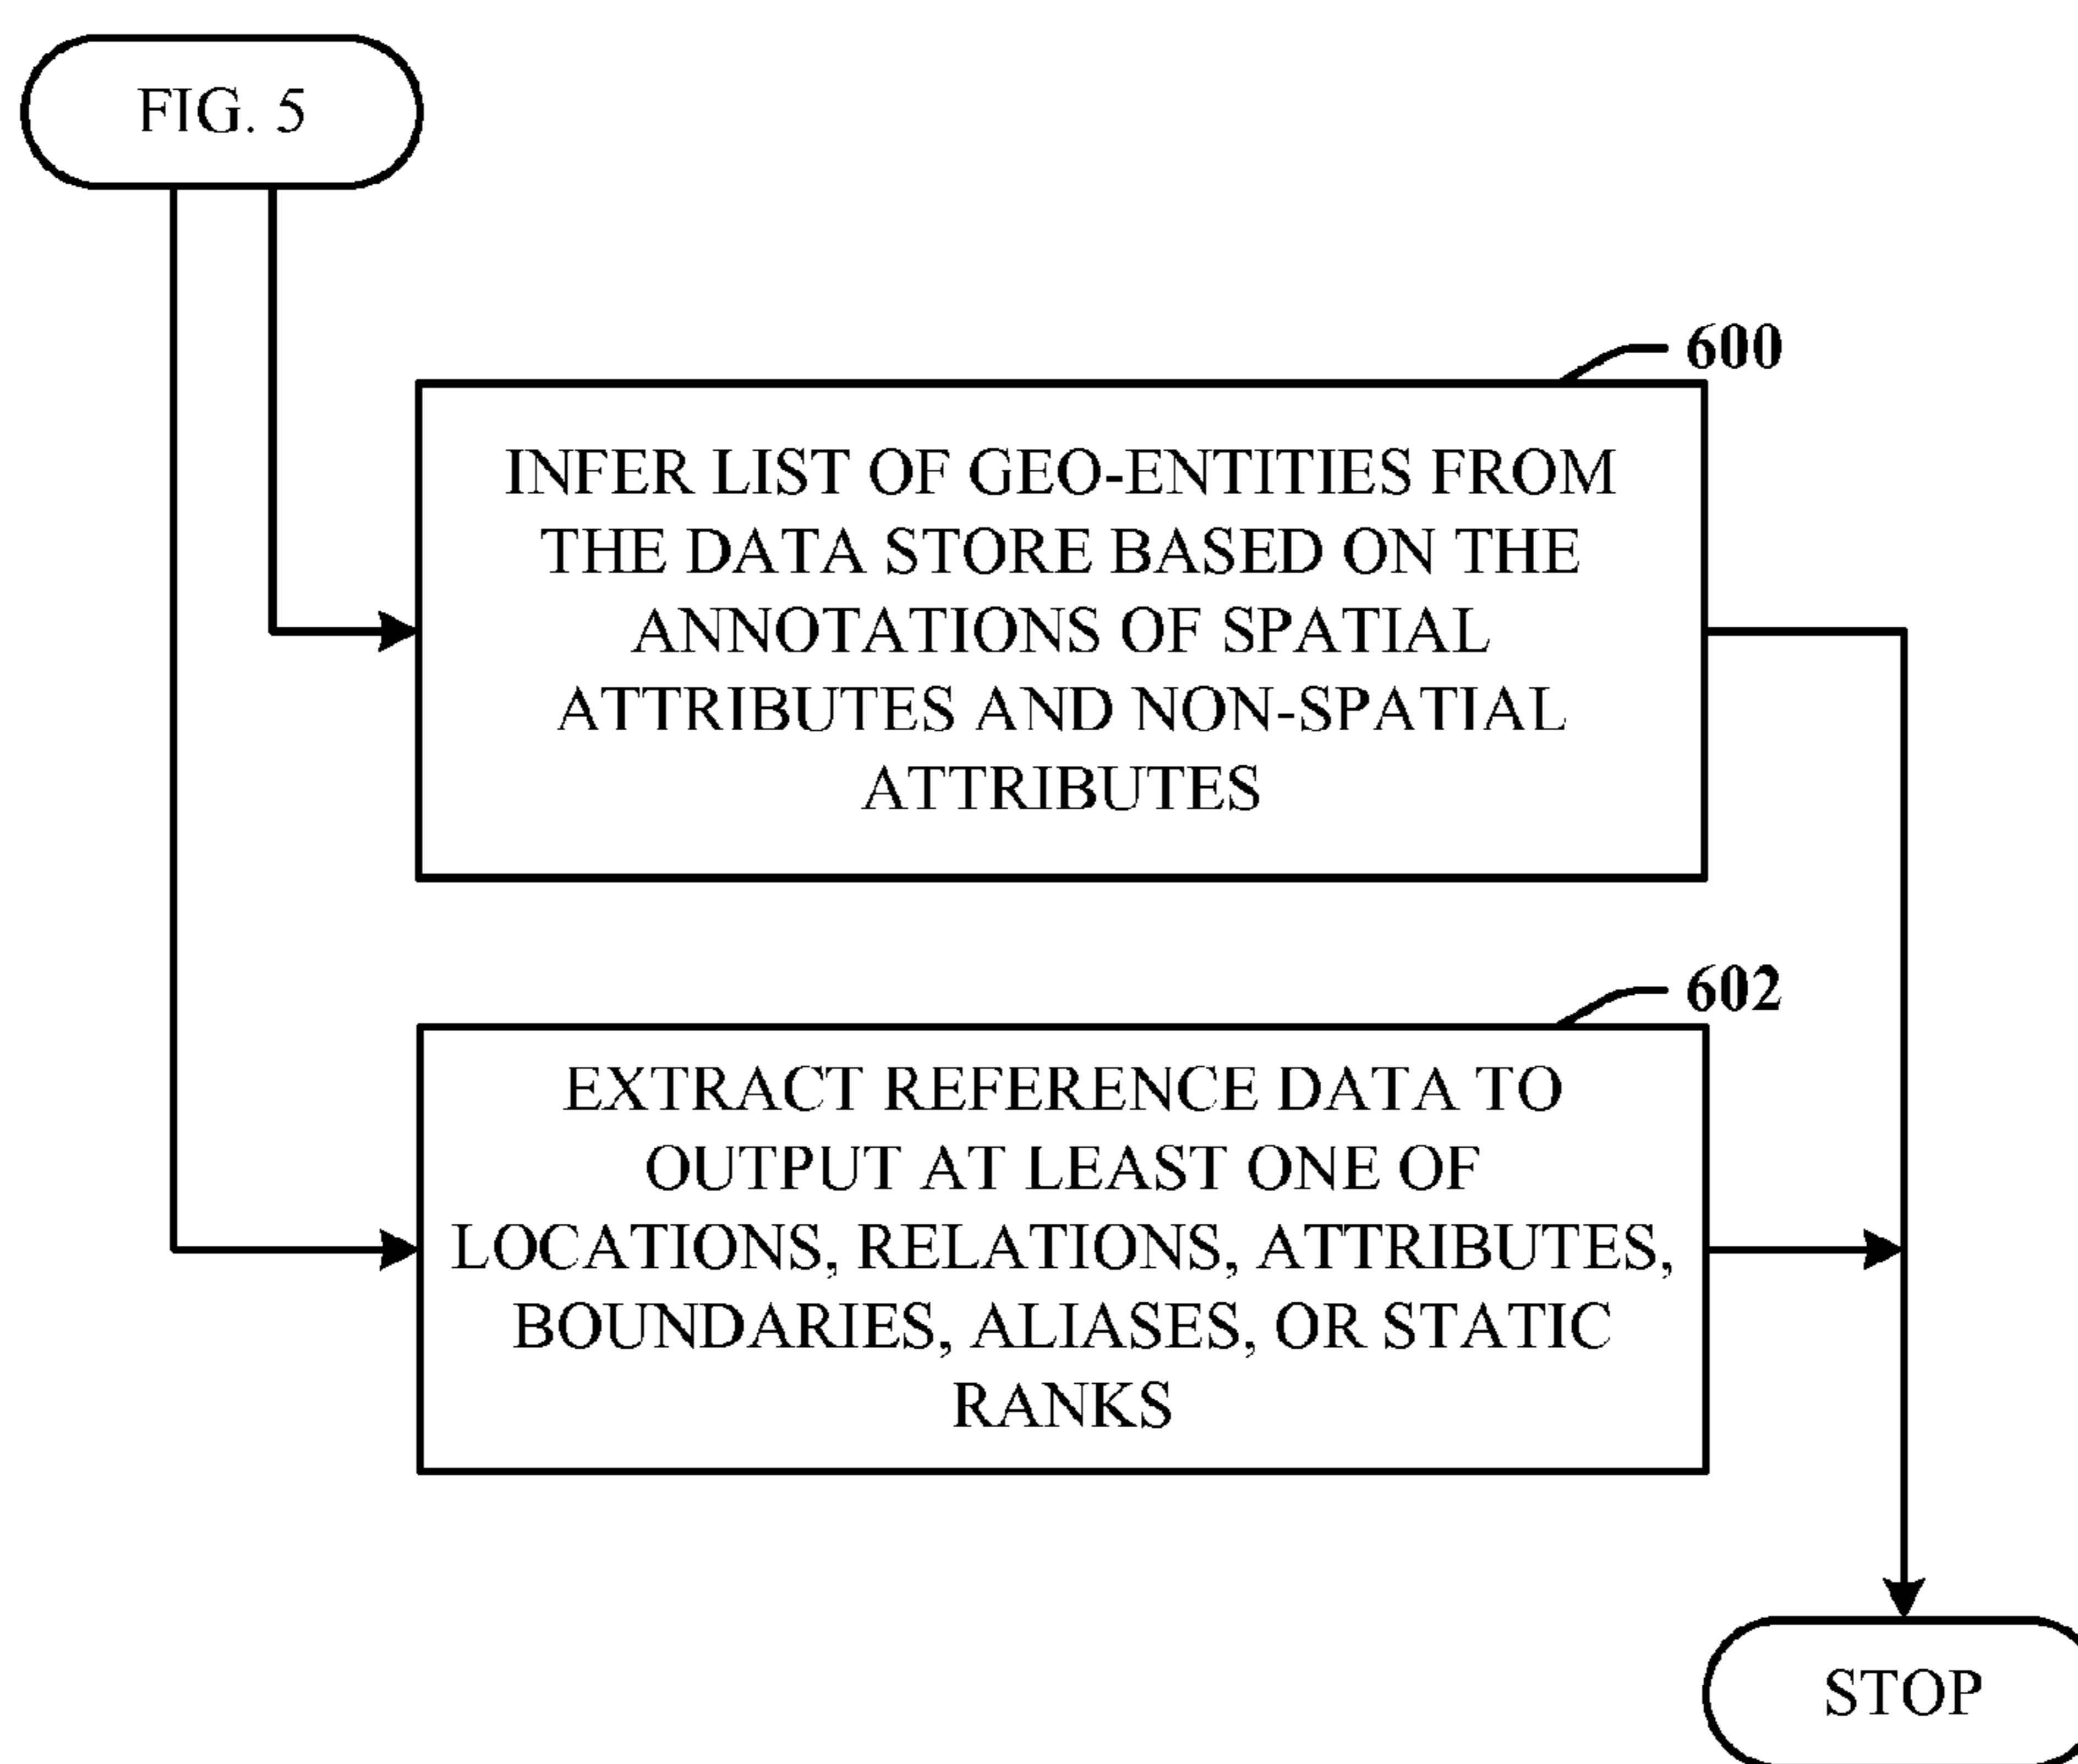 FIG. 5
600
INFER LIST OF GEO-ENTITIES FROM
THE DATA STORE BASED ON THE
ANNOTATIONS OF SPATIAL
ATTRIBUTES AND NON-SPATIAL
ATTRIBUTES
602
EXTRACT REFERENCE DATA TO
OUTPUT AT LEAST ONE OF
LOCATIONS, RELATIONS, ATTRIBUTES,
BOUNDARIES, ALIASES, OR STATIC
RANKS
STOP